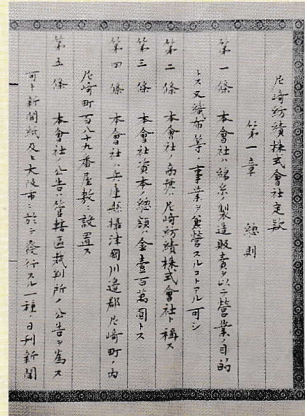 尼崎紡績株式會社定款
第一章 總則
第一條 本會社ハ綿糸ノ製造販賣ヲ以テ營業ノ目的
トス又綿布等ノ事業ヲ兼營スルコトアル可シ
第二條 本會社ノ商號ハ尼崎紡績株式會社ト稱ス
第三條 本會社資本ノ總額ハ金壹百萬圓トス
第四條 本會社ハ兵庫縣攝津國川邊郡尼崎町ノ内
尼崎町百八十九番屋敷ニ設置ス
第五條 本會社ノ公告ハ管轄區裁判所ノ公告ヲ爲ス
可キ新聞紙及ヒ大阪市ニ於テ發行スル一種ノ日刊新聞